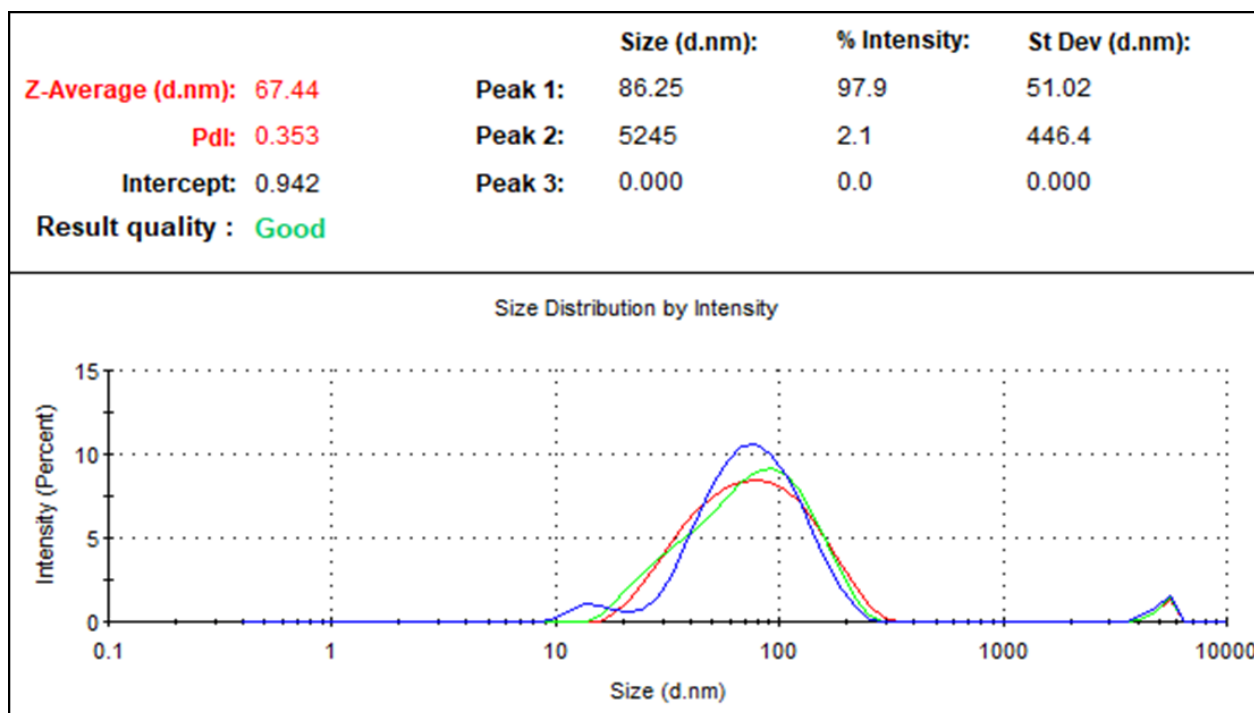 Size (d.nm): % Intensity: St Dev (d.nm):
Z-Average (d.nm): 67.44 Peak 1: 86.25 97.9 51.02
PdI: 0.353 Peak 2: 5245 2.1 446.4
Intercept: 0.942 Peak 3: 0.000 0.0 0.000
Result quality : Good
Size Distribution by Intensity
Intensity (Percent)
15
10
5
0
0.1 1 10 100 1000 10000
Size (d.nm)